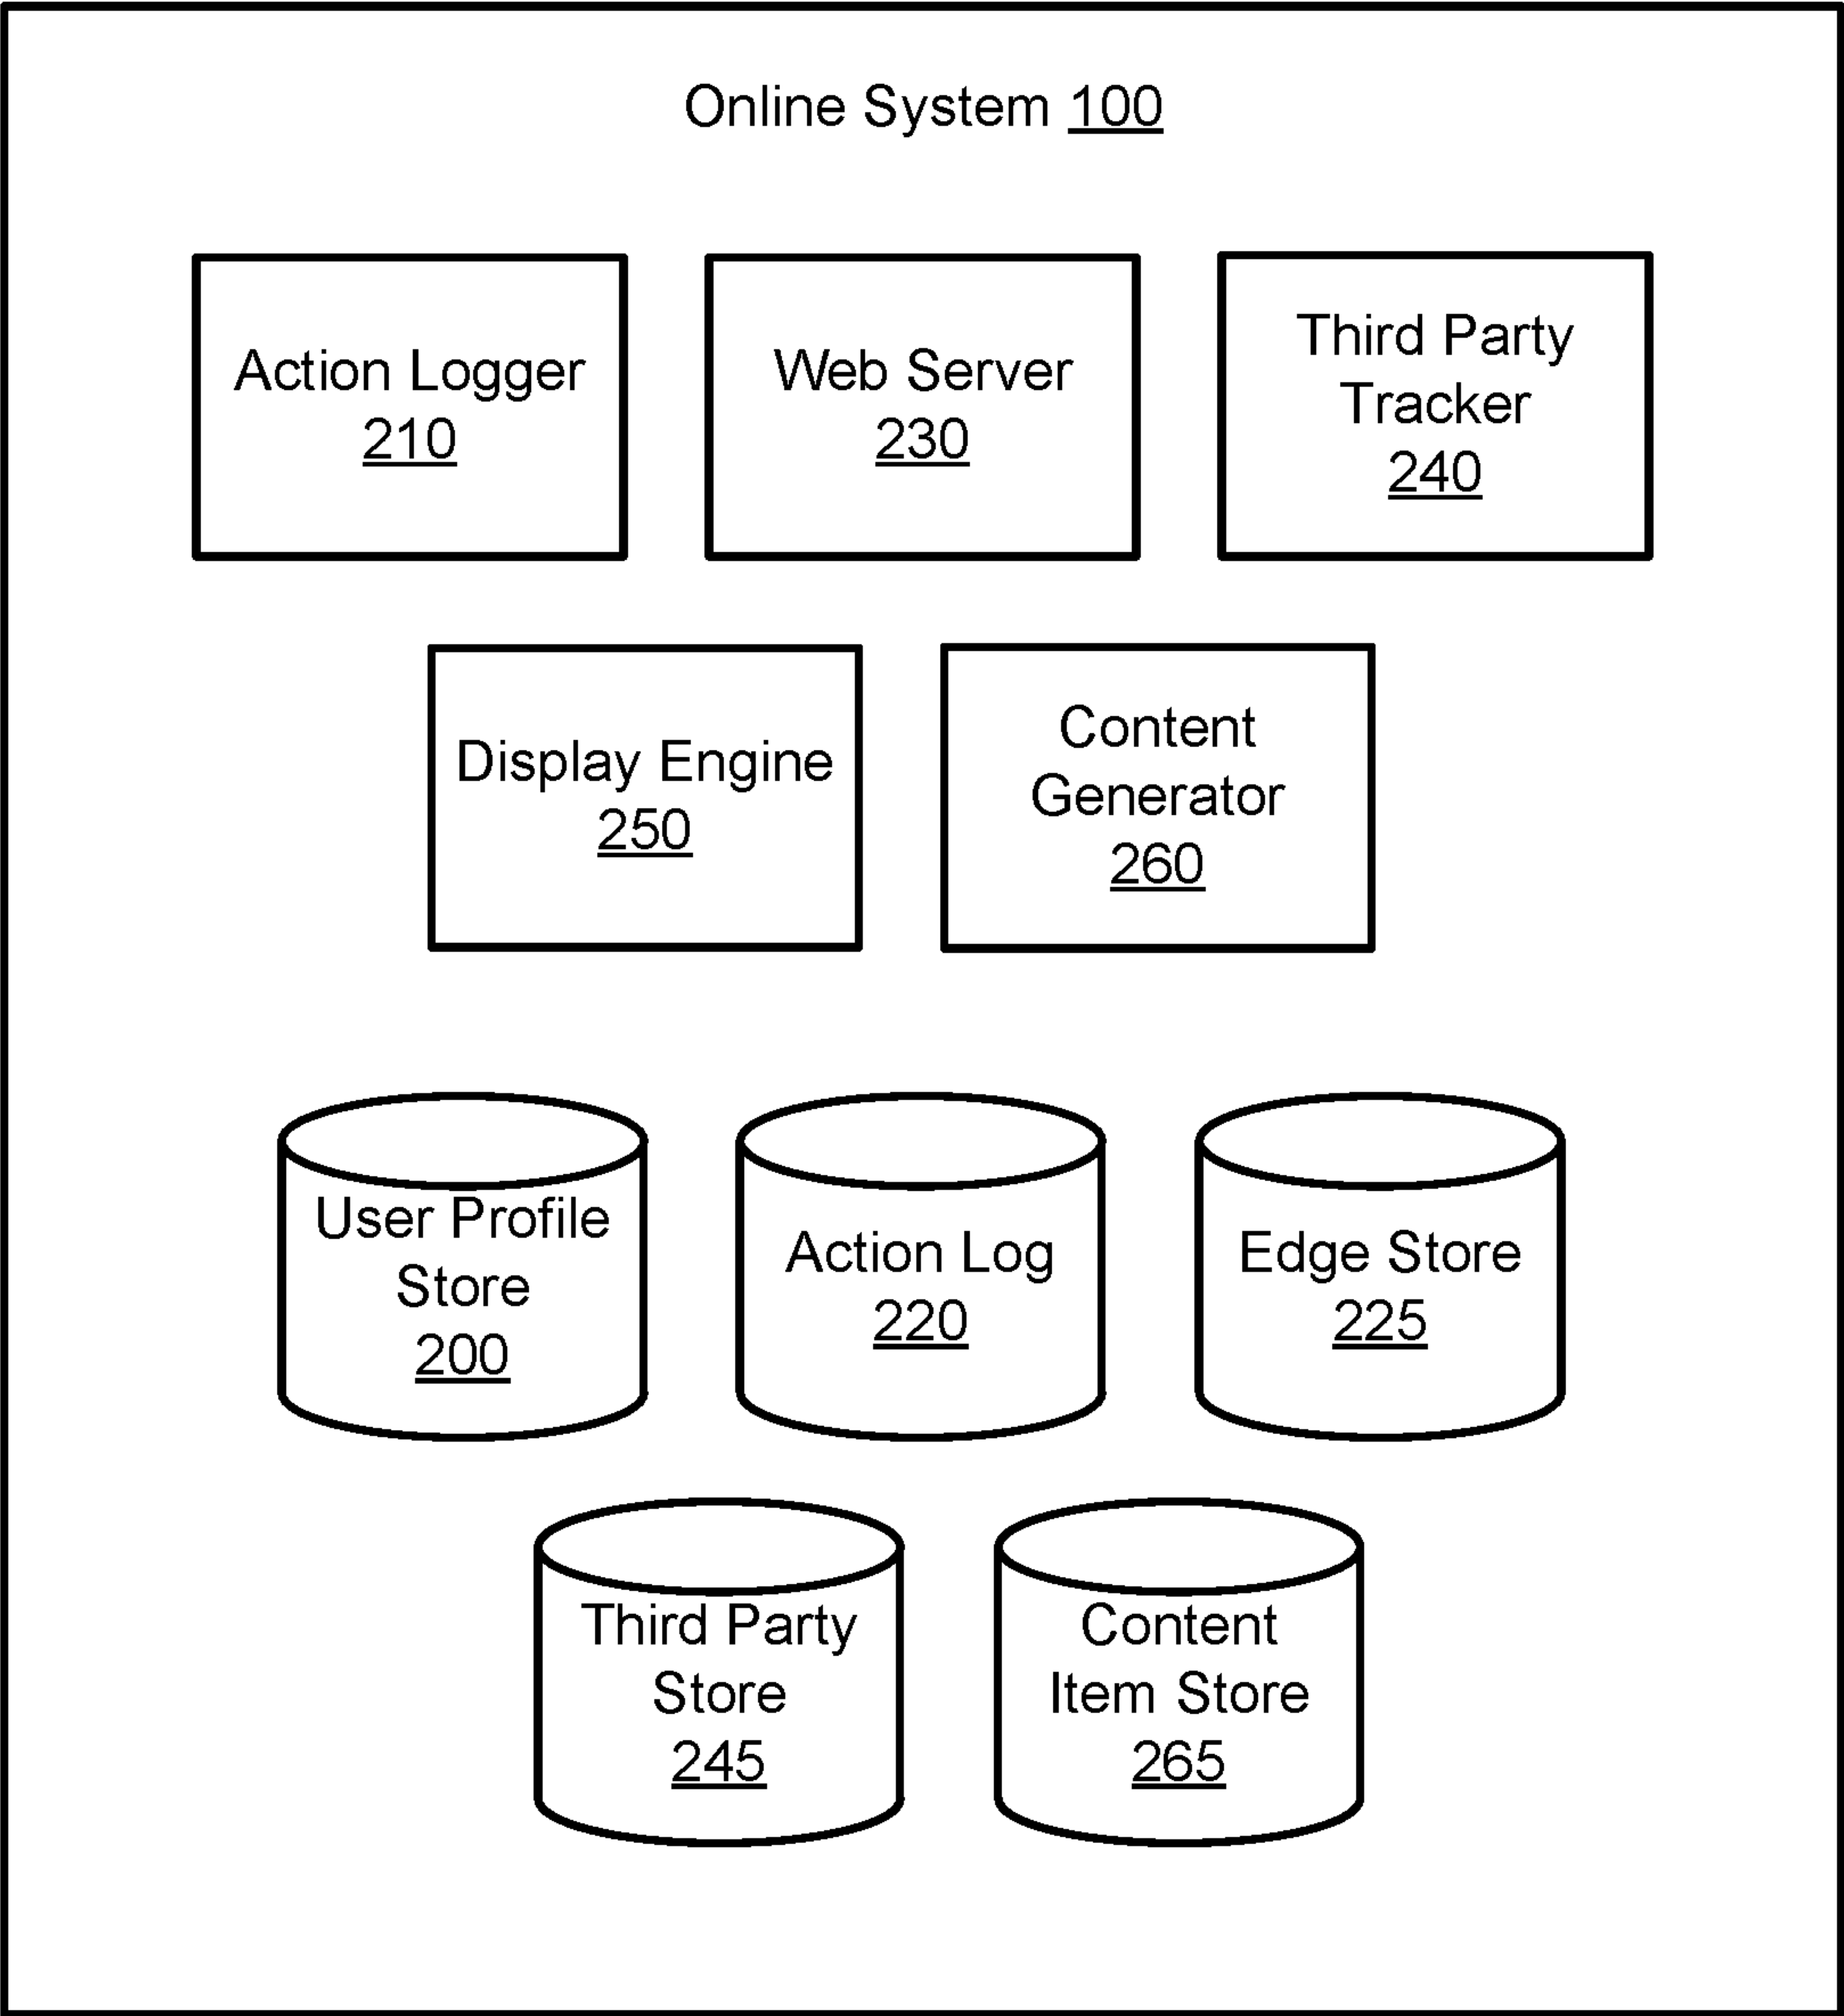 Online System 100
Action Logger
210
Web Server
230
Third Party
Tracker
240
Display Engine
250
Content
Generator
260
User Profile
Store
200
Action Log
220
Edge Store
225
Third Party
Store
245
Content
Item Store
265